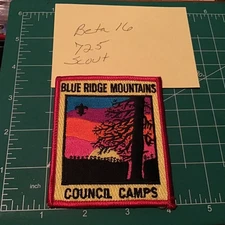 Beta 16
725
Scout
BLUE RIDGE MOUNTAINS
COUNCIL CAMPS